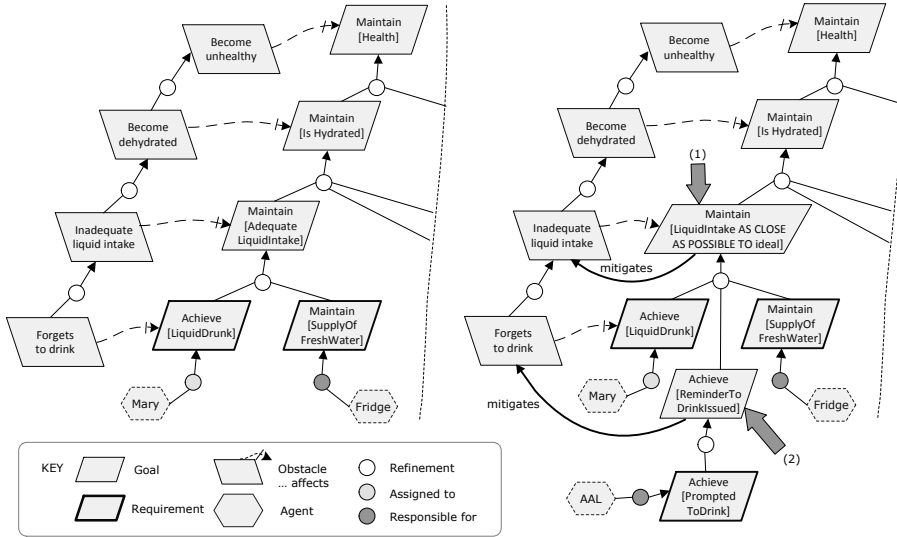 Maintain
[Health]
Become
unhealthy
Maintain
[Is Hydrated]
Become
dehydrated
Maintain
[Adequate
LiquidIntake]
Inadequate
liquid intake
Achieve
[LiquidDrunk]
Maintain
[SupplyOf
FreshWater]
Forgets
to drink
Mary
Fridge
Maintain
[Health]
Become
unhealthy
Maintain
[Is Hydrated]
Become
dehydrated
(1)
Maintain
[LiquidIntake AS CLOSE
AS POSSIBLE TO ideal]
Inadequate
liquid intake
mitigates
Achieve
[LiquidDrunk]
Maintain
[SupplyOf
FreshWater]
Forgets
to drink
Mary
Achieve
[ReminderTo
DrinkIssued]
Fridge
mitigates
(2)
AAL
Achieve
[Prompted
ToDrink]
KEY
Goal
Requirement
Obstacle
... affects
Agent
Refinement
Assigned to
Responsible for